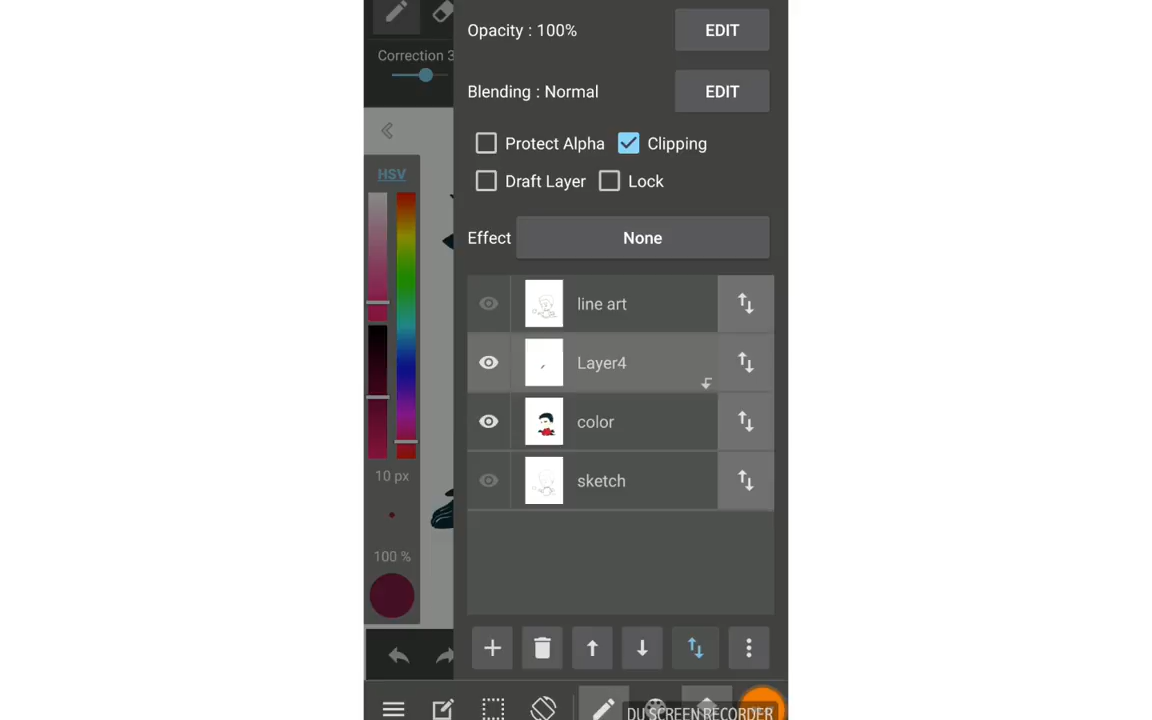 Opacity : 100% EDIT
Correction 3
Blending : Normal EDIT
Protect Alpha Clipping
HSV
Draft Layer Lock
Effect None
line art
Layer4
color
10 px
sketch
100 %
DU SCREEN RECORDER